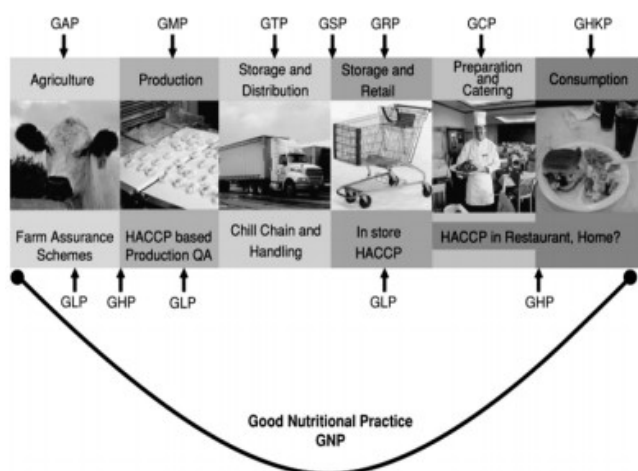 GAP GMP GTP GSP GRP GCP GHKP
Agriculture Production Storage and Distribution Storage and Retail Preparation and Catering Consumption
Farm Assurance Schemes HACCP based Production QA Chill Chain and Handling In store HACCP HACCP in Restaurant, Home?
GLP GHP GLP GLP GHP
Good Nutritional Practice
GNP